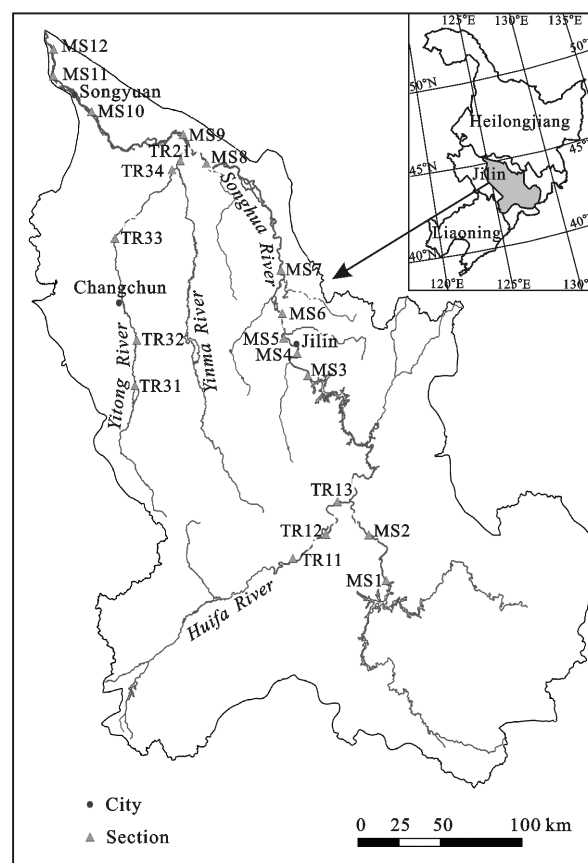 125°E
130°E
135°E
50°N
50°N
Heilongjiang
45°N
45°N
Jilin
40°N
Liaoning
40°N
120°E
125°E
130°E
MS12
MS11
Songyuan
MS10
MS9
TR21
MS8
TR34
Songhua River
TR33
MS7
Changchun
MS6
MS5
Jilin
TR32
MS4
MS3
Yinma River
TR31
Yitong River
TR13
TR12
MS2
TR11
MS1
Huifa River
City
Section
0 25 50 100 km